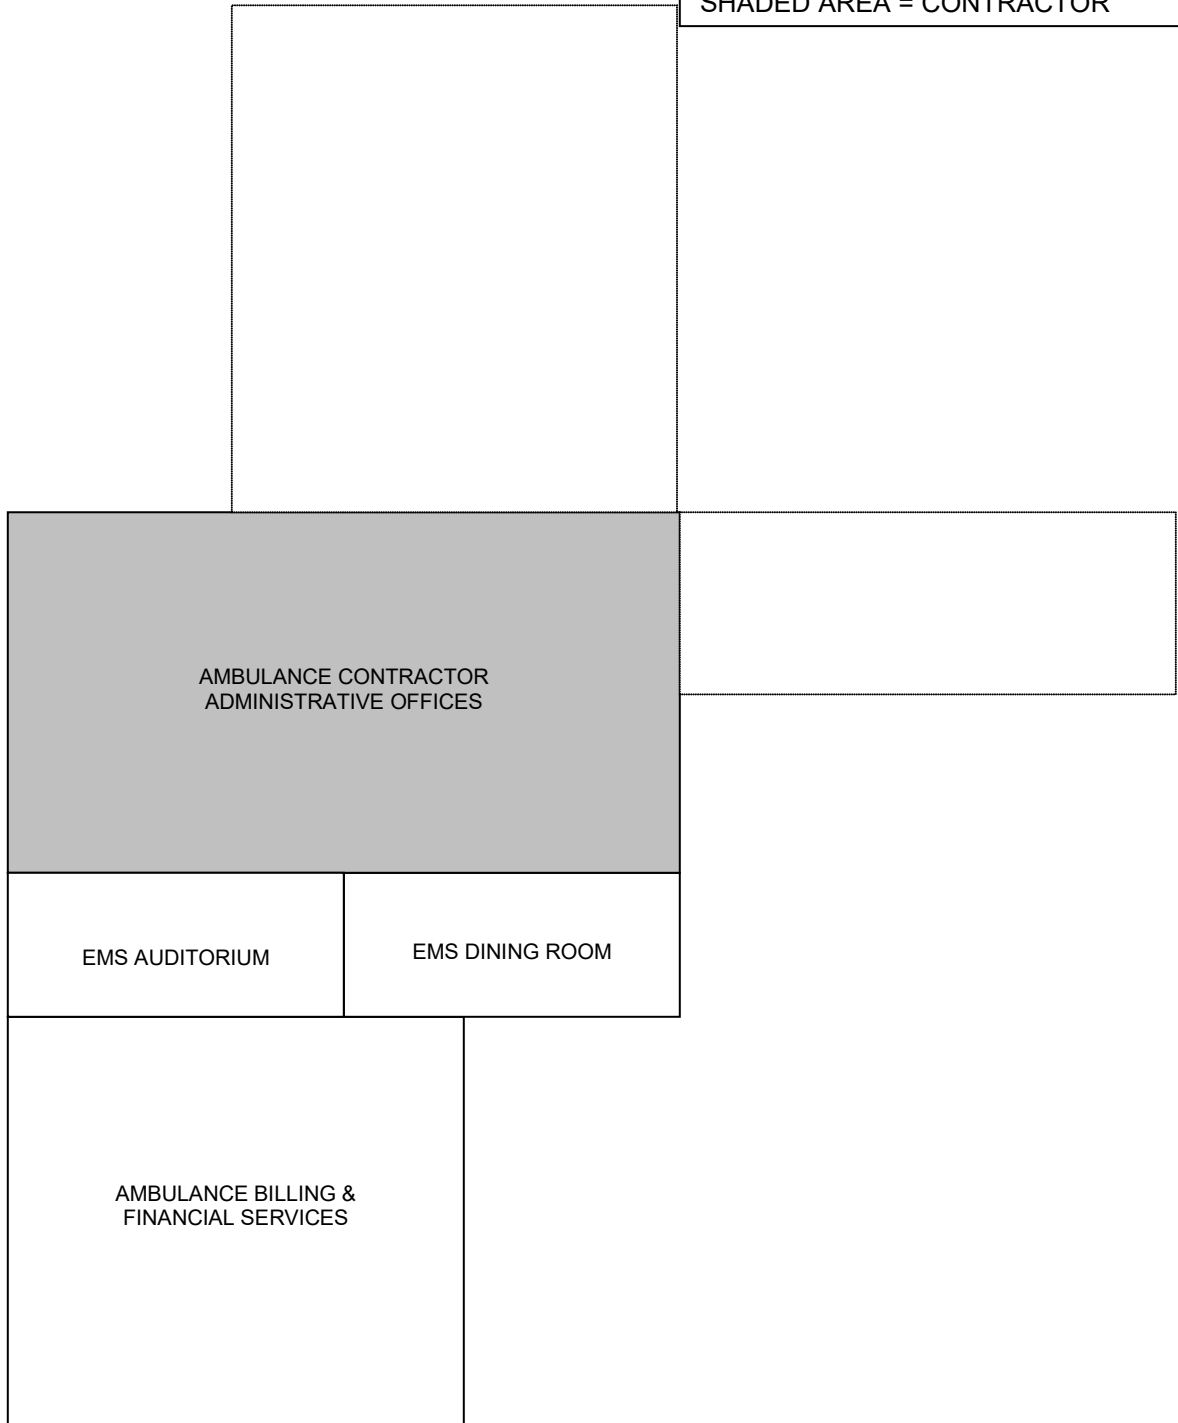 SHADED AREA = CONTRACTOR
AMBULANCE CONTRACTOR
ADMINISTRATIVE OFFICES
EMS AUDITORIUM
EMS DINING ROOM
AMBULANCE BILLING &
FINANCIAL SERVICES